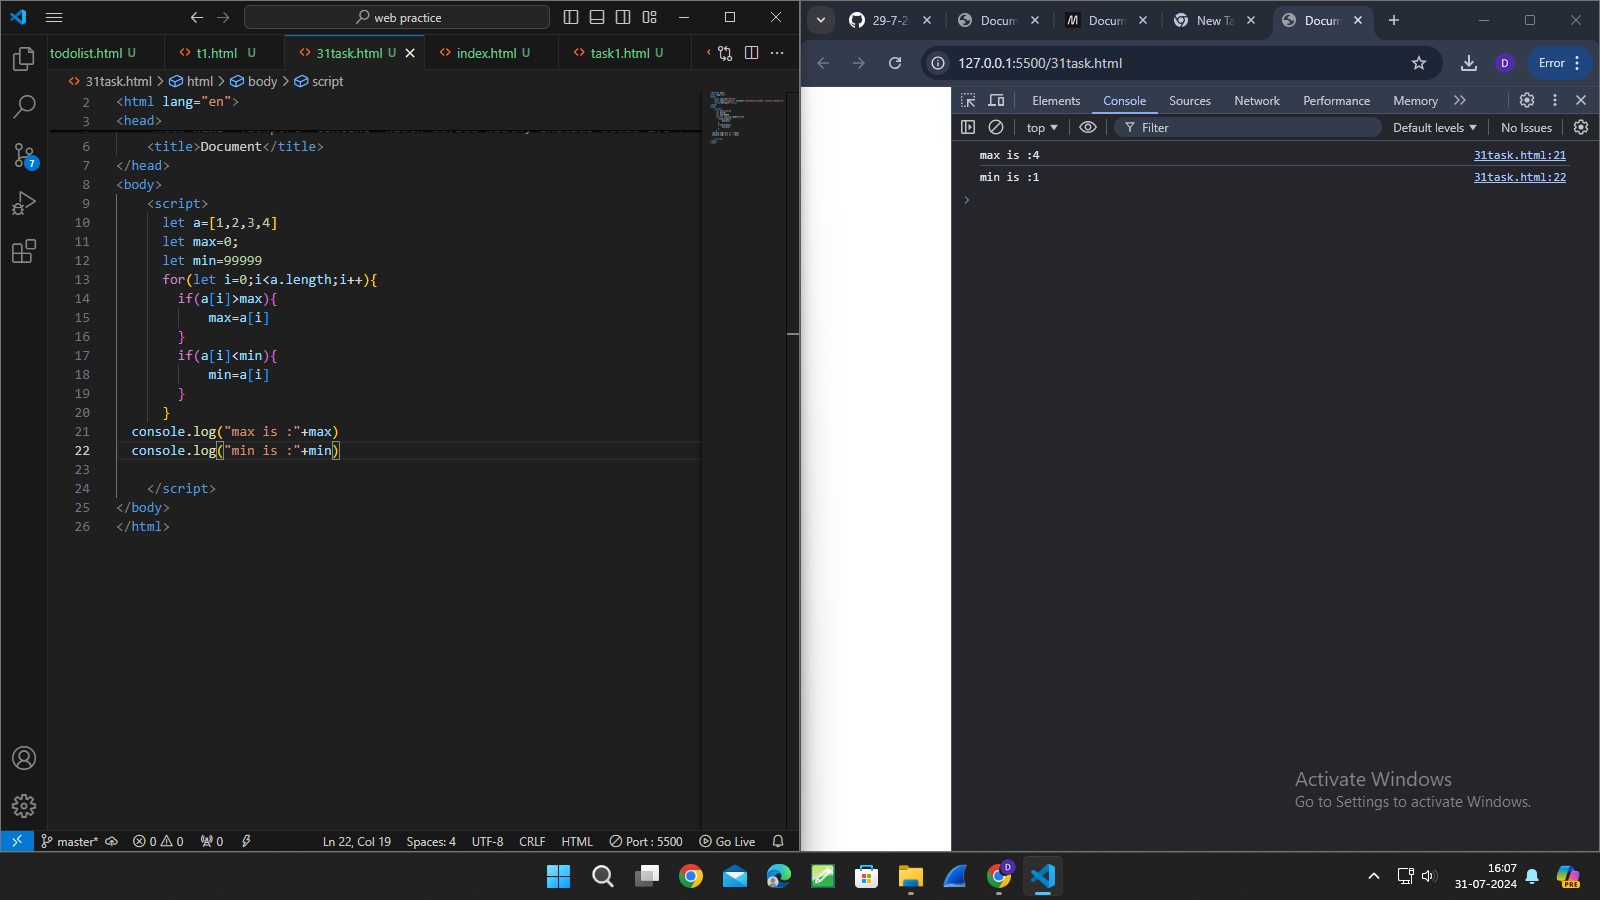 web practice
todolist.html U
t1.html U
31task.html U
index.html U
task1.html U
31task.html > html > body > script
2 <html lang="en">
3 <head>
6 <title>Document</title>
7 </head>
8 <body>
9 <script>
10 let a=[1,2,3,4]
11 let max=0;
12 let min=99999
13 for(let i=0;i<a.length;i++){
14 if(a[i]>max){
15 max=a[i]
16 }
17 if(a[i]<min){
18 min=a[i]
19 }
20 }
21 console.log("max is :"+max)
22 console.log("min is :"+min)
23
24 </script>
25 </body>
26 </html>
7
master*
0 0
0
Ln 22, Col 19
Spaces: 4
UTF-8
CRLF
HTML
Port : 5500
Go Live
29-7-2
Docum
Docum
New Ta
Docum
127.0.0.1:5500/31task.html
D
Error
Elements
Console
Sources
Network
Performance
Memory
top
Filter
Default levels
No Issues
max is :4 31task.html:21
min is :1 31task.html:22
Activate Windows
Go to Settings to activate Windows.
D
16:07
31-07-2024
PRE